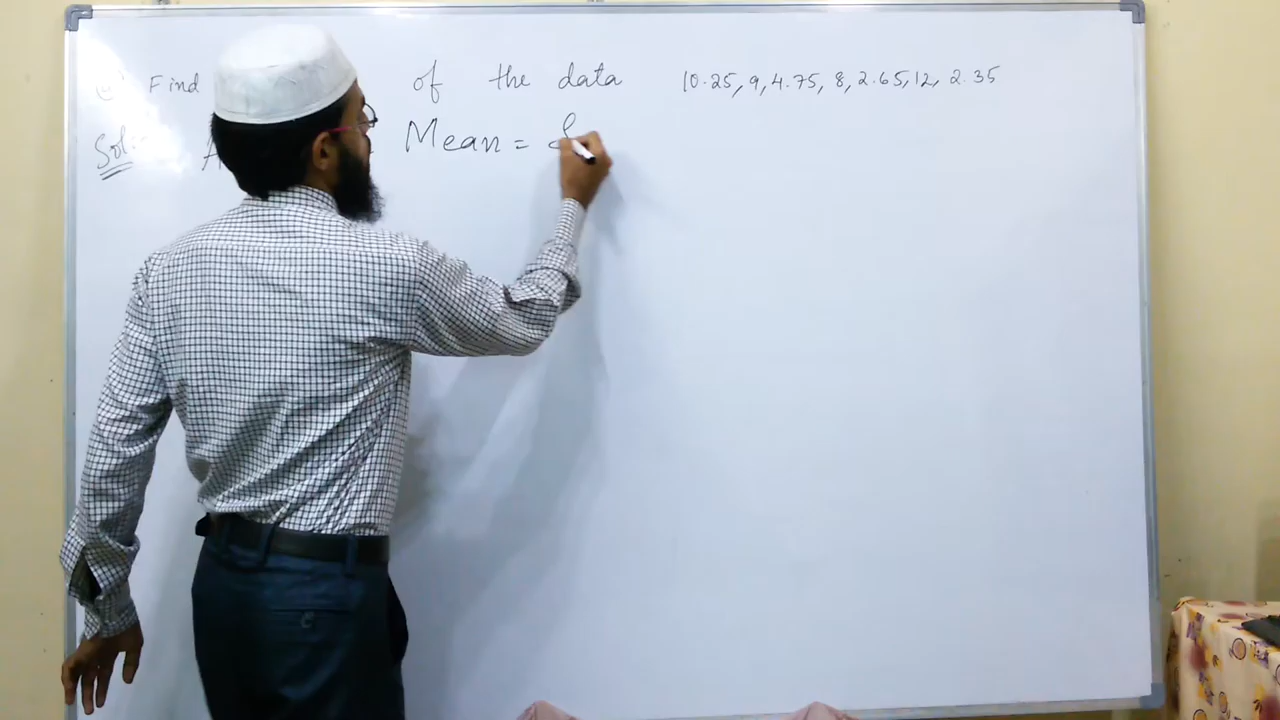 Q) Find of the data 10.25, 9, 4.75, 8, 2.65, 12, 2.35
Sol:- A Mean =